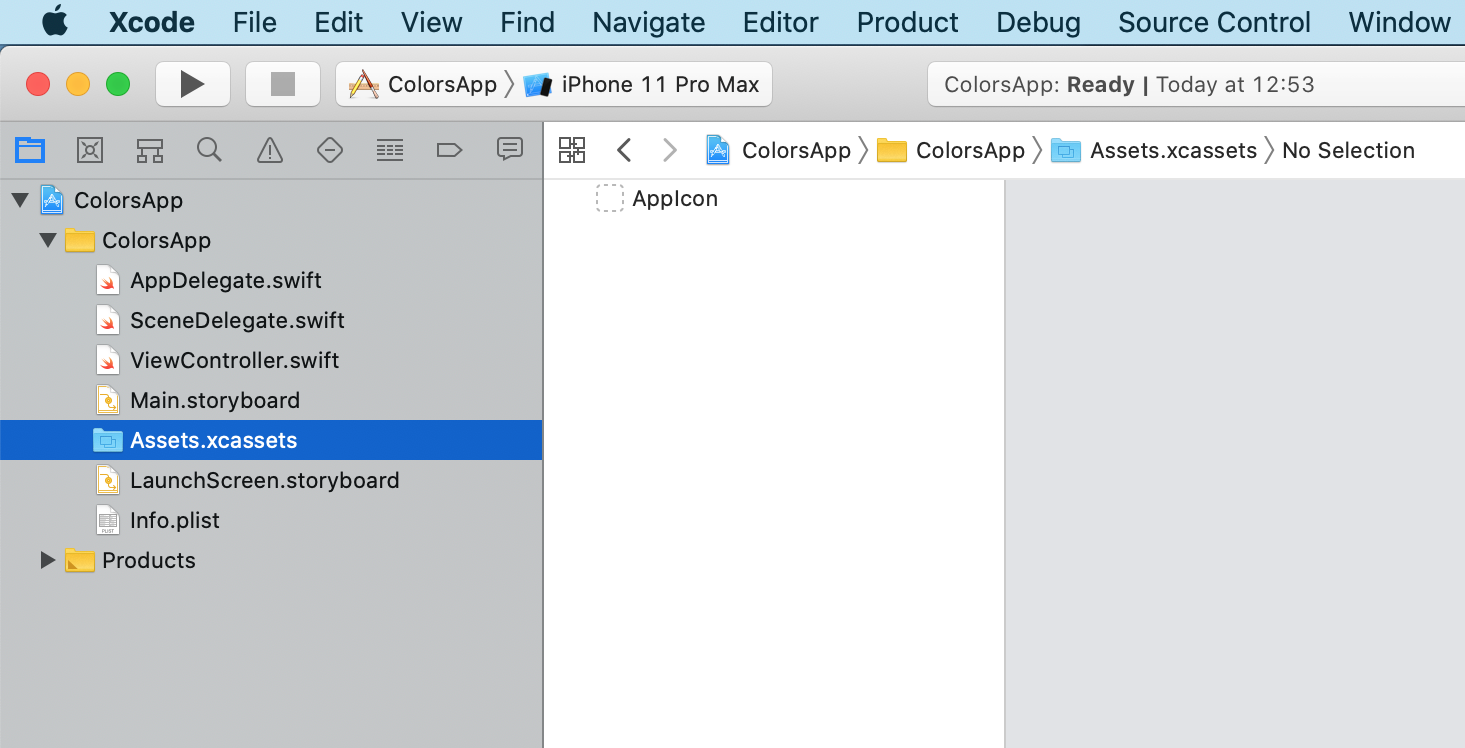 Xcode File Edit View Find Navigate Editor Product Debug Source Control Window
ColorsApp iPhone 11 Pro Max ColorsApp: Ready | Today at 12:53
ColorsApp ColorsApp Assets.xcassets No Selection
ColorsApp
ColorsApp
AppDelegate.swift
SceneDelegate.swift
ViewController.swift
Main.storyboard
Assets.xcassets
LaunchScreen.storyboard
Info.plist
Products
AppIcon